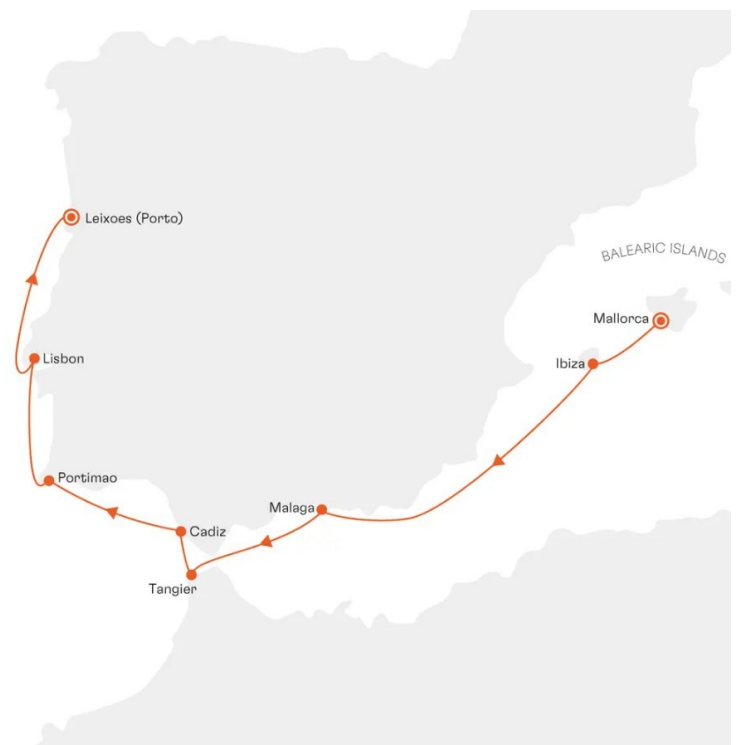 Leixoes (Porto)
BALEARIC ISLANDS
Mallorca
Lisbon
Ibiza
Portimao
Malaga
Cadiz
Tangier